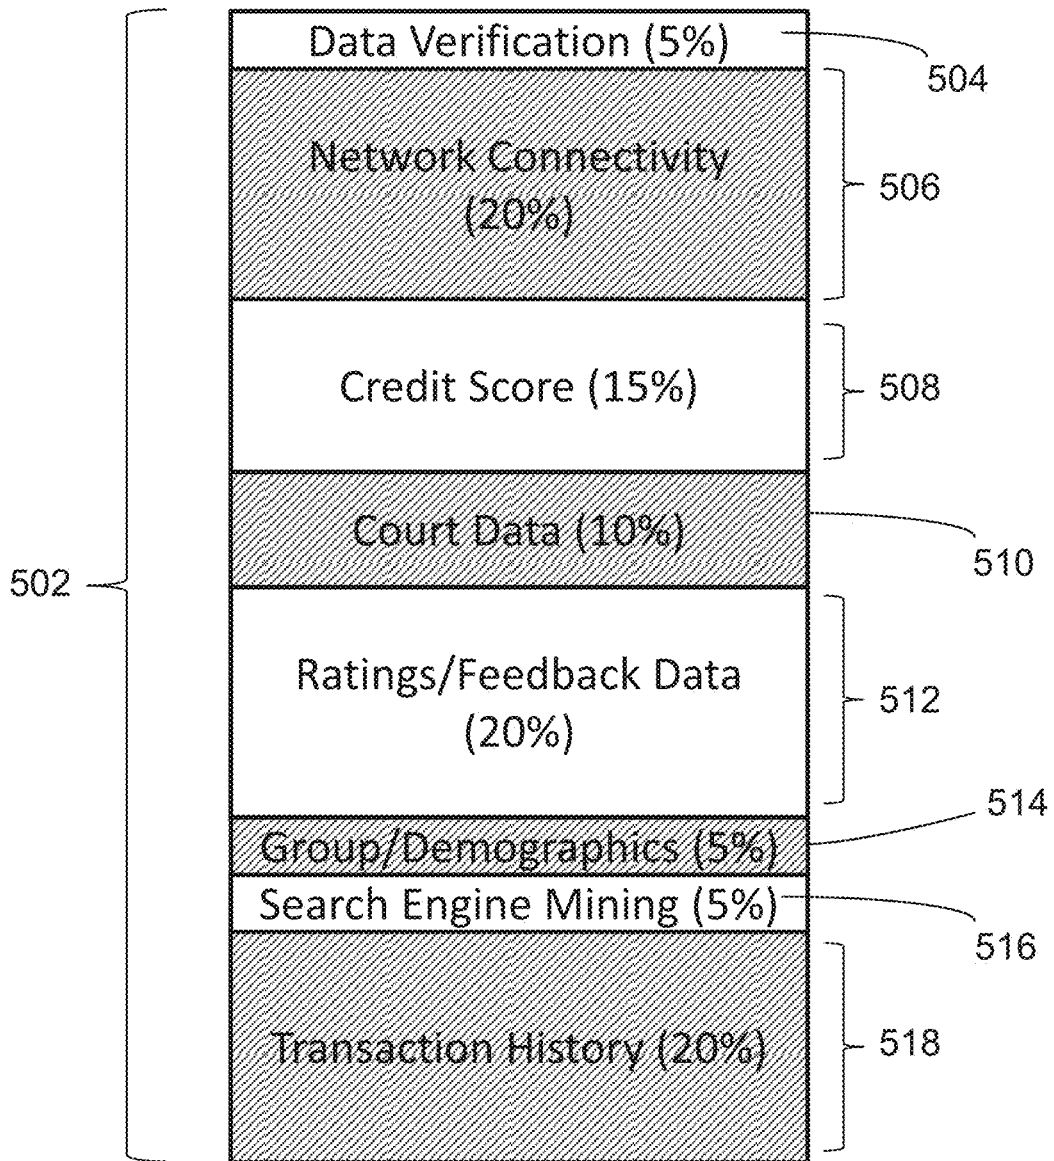 Data Verification (5%)
504
Network Connectivity
(20%)
506
Credit Score (15%)
508
Court Data (10%)
510
502
Ratings/Feedback Data
(20%)
512
514
Group/Demographics (5%)
Search Engine Mining (5%)
516
Transaction History (20%)
518